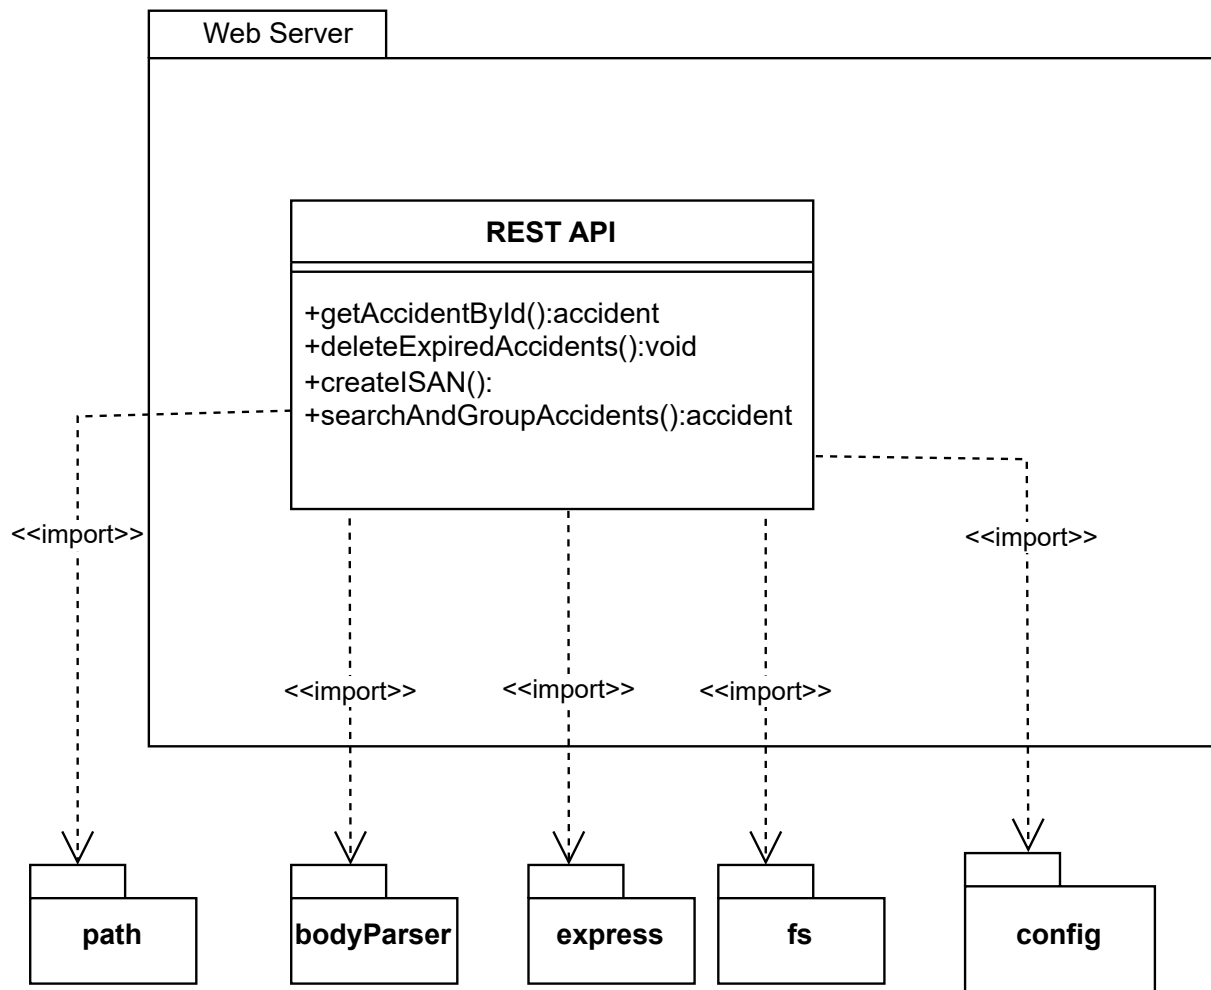 Web Server
REST API
+getAccidentById():accident
+deleteExpiredAccidents():void
+createISAN():
+searchAndGroupAccidents():accident
<<import>>
<<import>>
<<import>>
<<import>>
<<import>>
path
bodyParser
express
fs
config